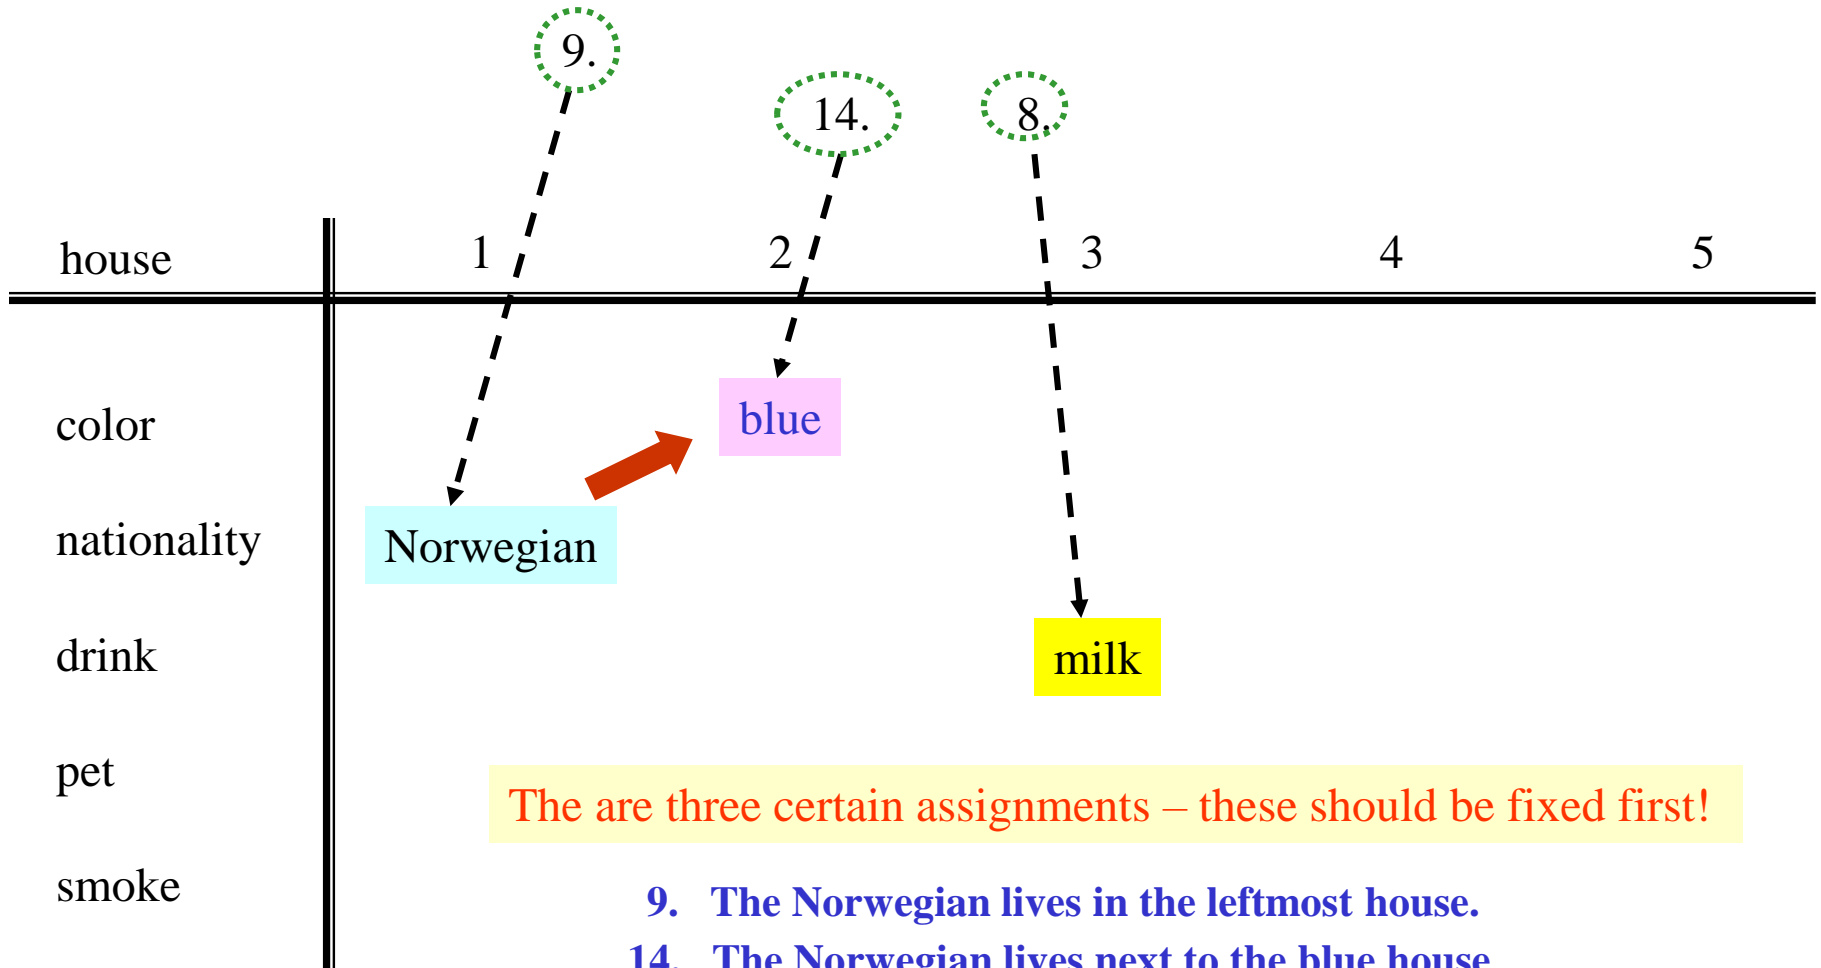 9.
14. 8.
house 1 2 3 4 5
color blue
nationality Norwegian
drink milk
pet
The are three certain assignments – these should be fixed first!
smoke
9. The Norwegian lives in the leftmost house.
14. The Norwegian lives next to the blue house